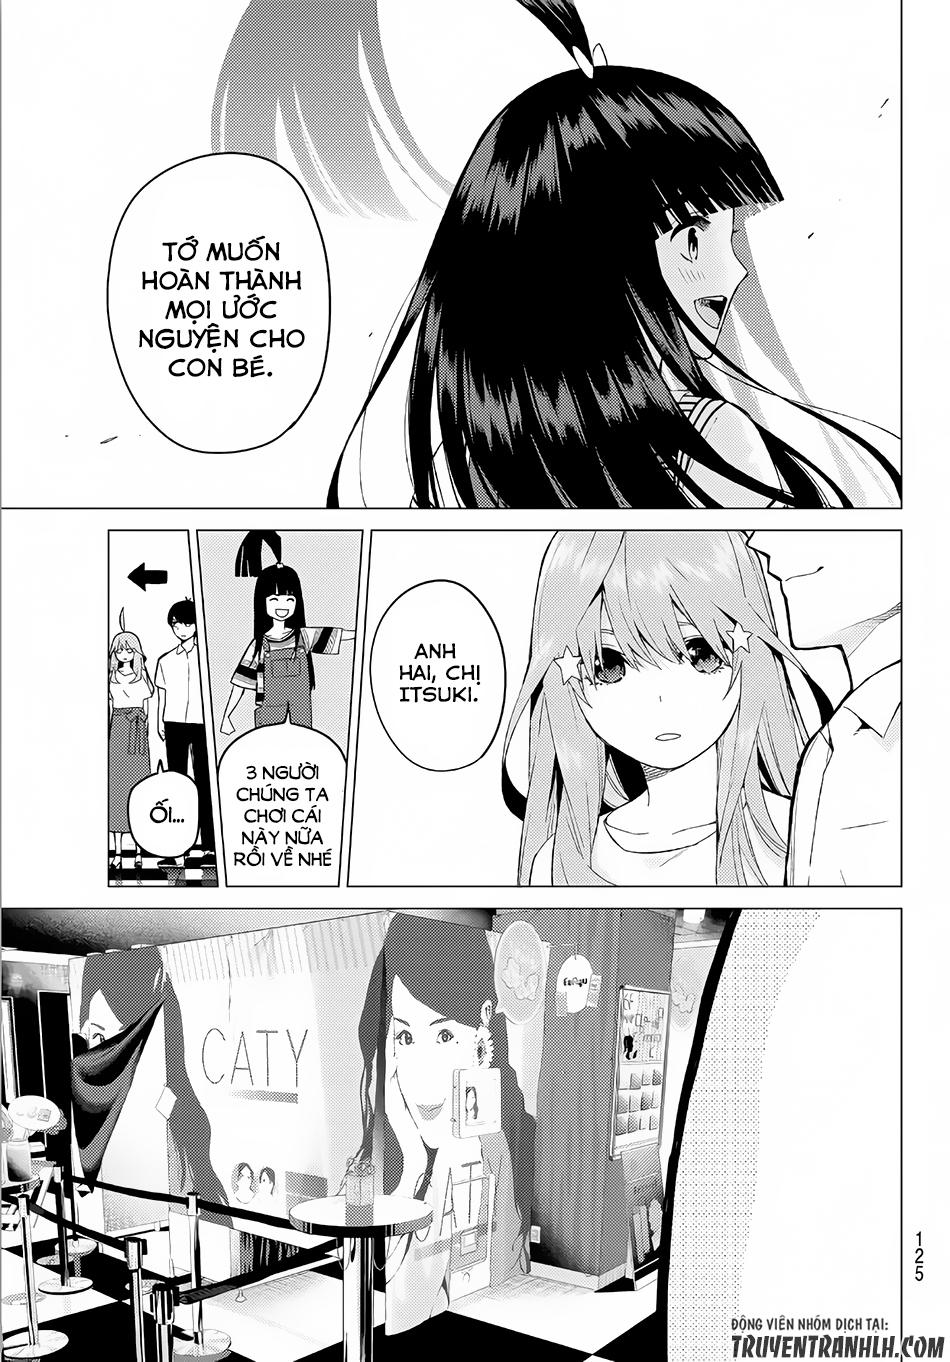 TỚ MUỐN
HOÀN THÀNH
MỌI ƯỚC
NGUYỆN CHO
CON BÉ.
ANH
HAI, CHỊ
ITSUKI.
3 NGƯỜI
CHÚNG TA
CHƠI CÁI
NÀY NỮA
RỒI VỀ NHÉ
ỐI...
CATY
125
ĐỘNG VIÊN NHÓM DỊCH TẠI:
TRUYENTRANHLH.COM